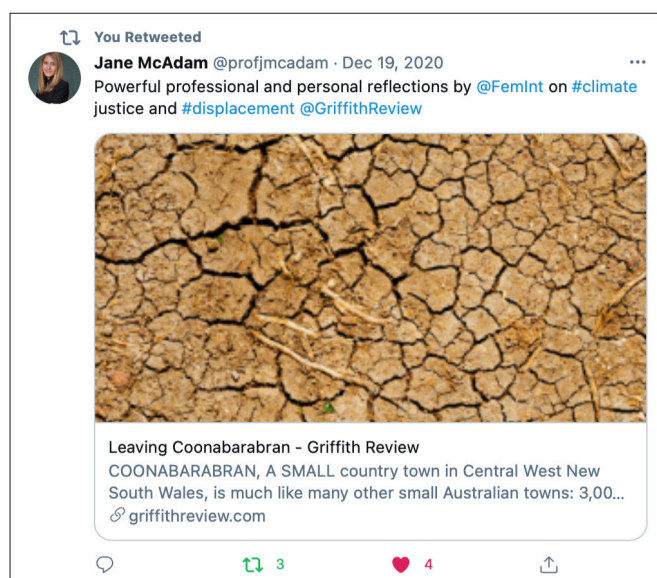 You Retweeted
Jane McAdam @profjmcadam · Dec 19, 2020
Powerful professional and personal reflections by @FemInt on #climate
justice and #displacement @GriffithReview
Leaving Coonabarabran - Griffith Review
COONABARABRAN, A SMALL country town in Central West New
South Wales, is much like many other small Australian towns: 3,00...
griffithreview.com
3 4